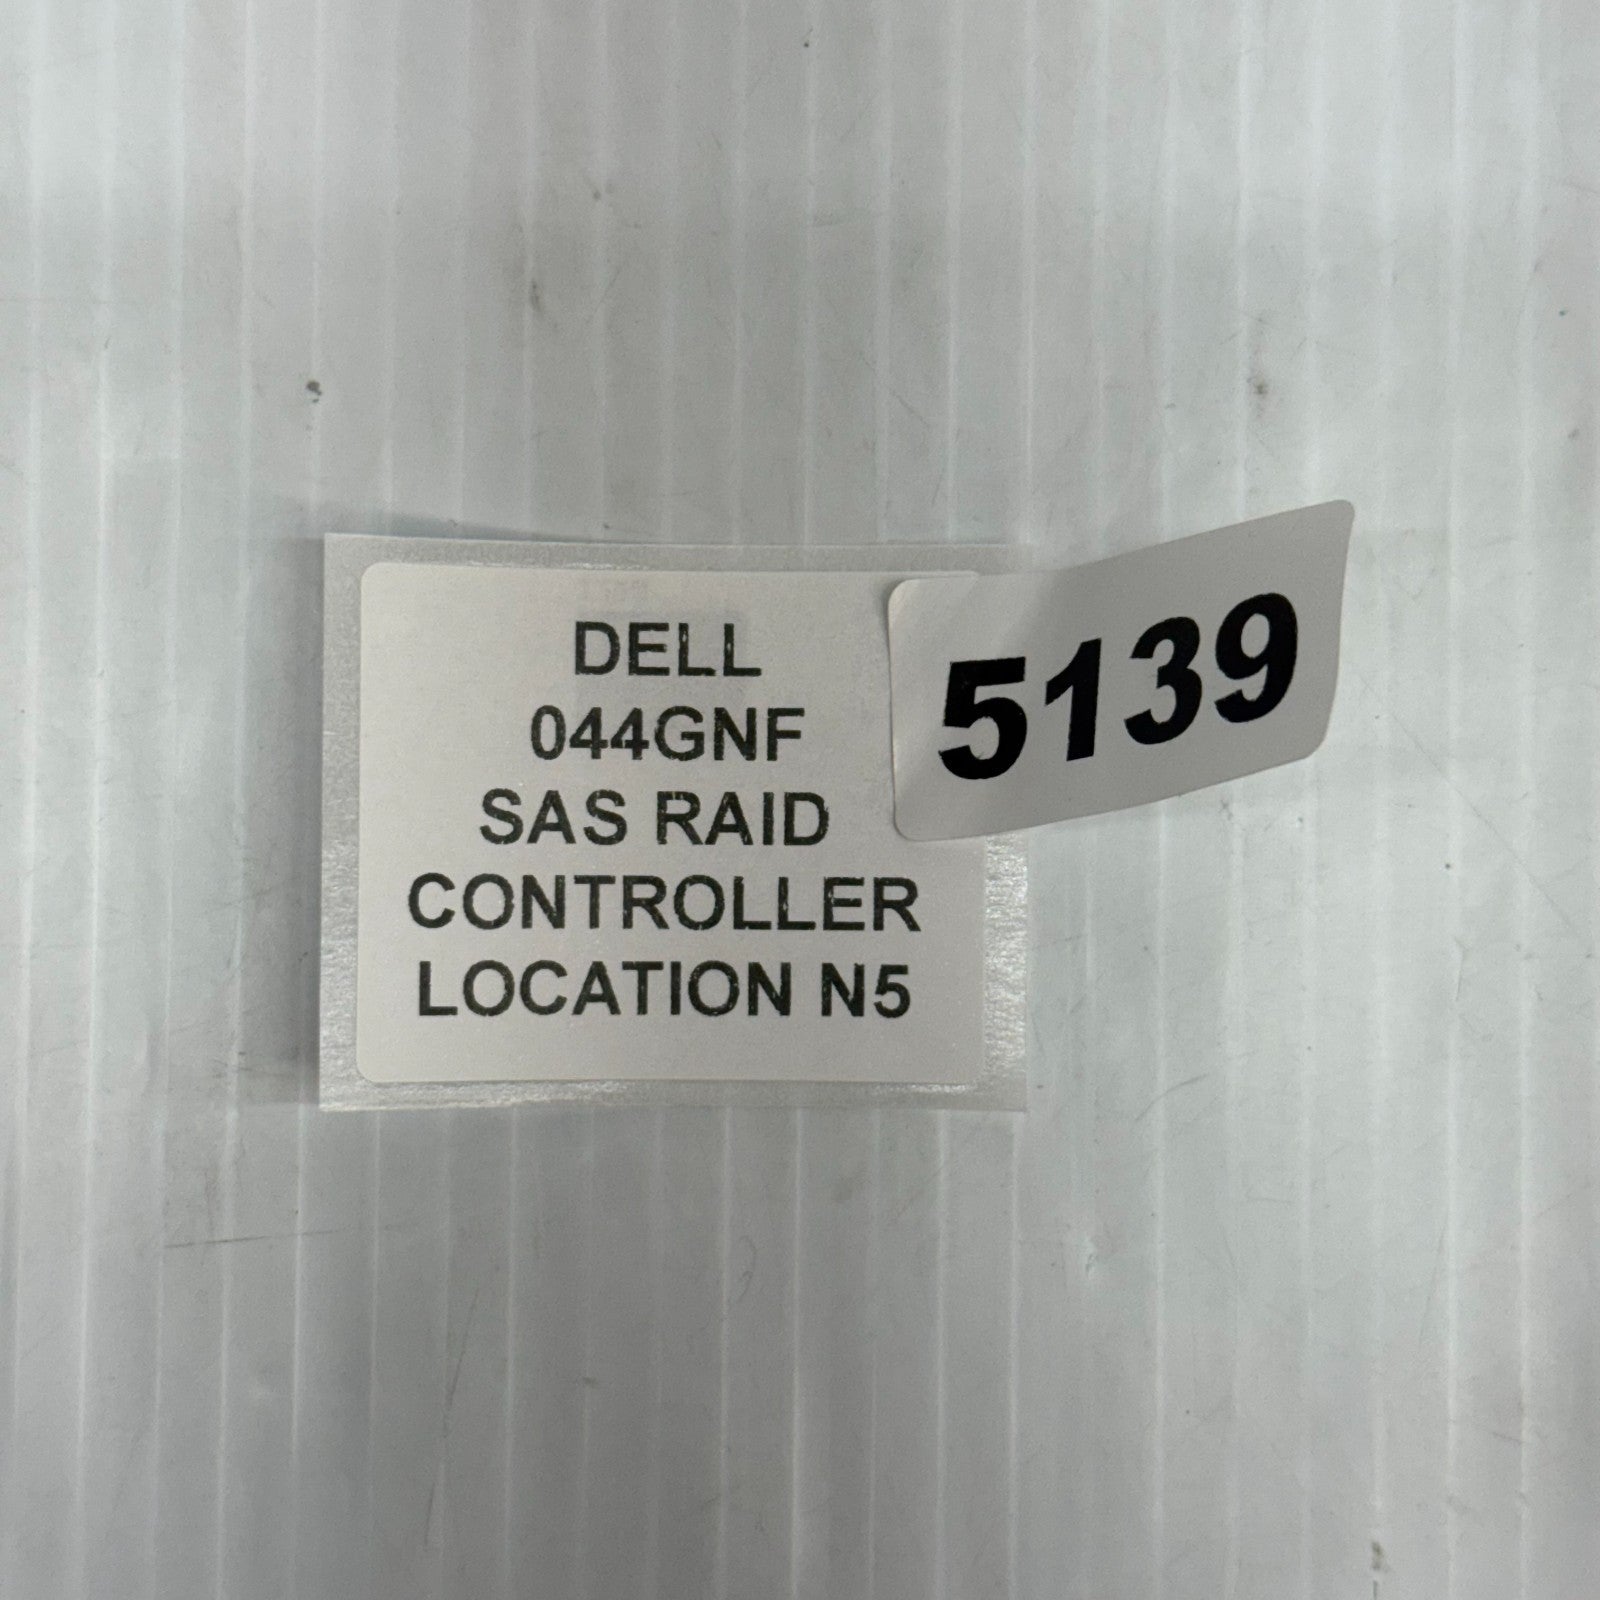 DELL
044GNF
SAS RAID
CONTROLLER
LOCATION N5
5139